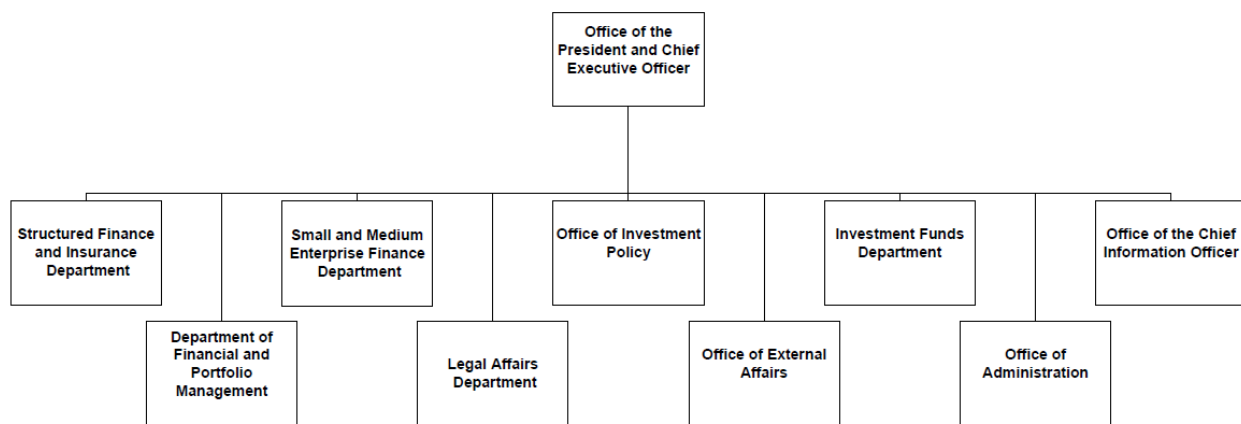 Office of the
President and Chief
Executive Officer
Structured Finance
and Insurance
Department
Small and Medium
Enterprise Finance
Department
Office of Investment
Policy
Investment Funds
Department
Office of the Chief
Information Officer
Department of
Financial and
Portfolio
Management
Legal Affairs
Department
Office of External
Affairs
Office of
Administration